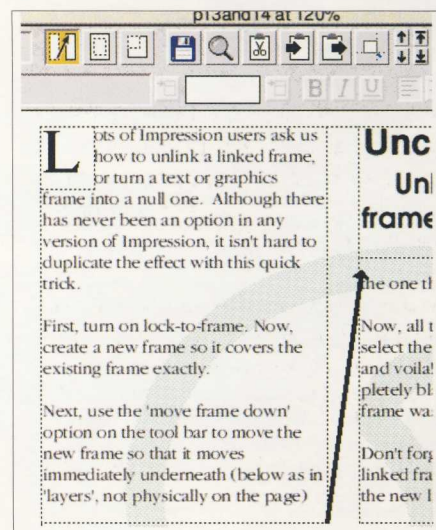 p13and14 at 120%
B I U
Lots of Impression users ask us
how to unlink a linked frame,
or turn a text or graphics
frame into a null one. Although there
has never been an option in any
version of Impression, it isn't hard to
duplicate the effect with this quick
trick.
First, turn on lock-to-frame. Now,
create a new frame so it covers the
existing frame exactly.
Next, use the 'move frame down'
option on the tool bar to move the
new frame so that it moves
immediately underneath (below as in
'layers', not physically on the page)
Unc
Unl
frame
the one th
Now, all t
select the
and voila!
pletely bl
frame wa
Don't forg
linked fra
the new l